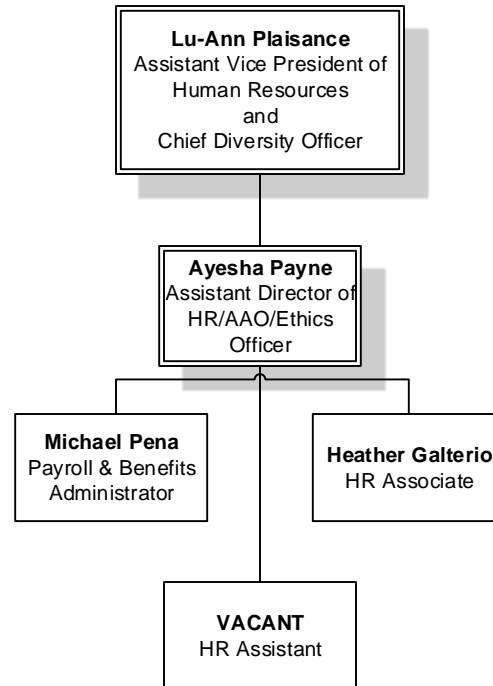 Lu-Ann Plaisance
Assistant Vice President of
Human Resources
and
Chief Diversity Officer
Ayesha Payne
Assistant Director of
HR/AAO/Ethics
Officer
Michael Pena
Payroll & Benefits
Administrator
Heather Galterio
HR Associate
VACANT
HR Assistant